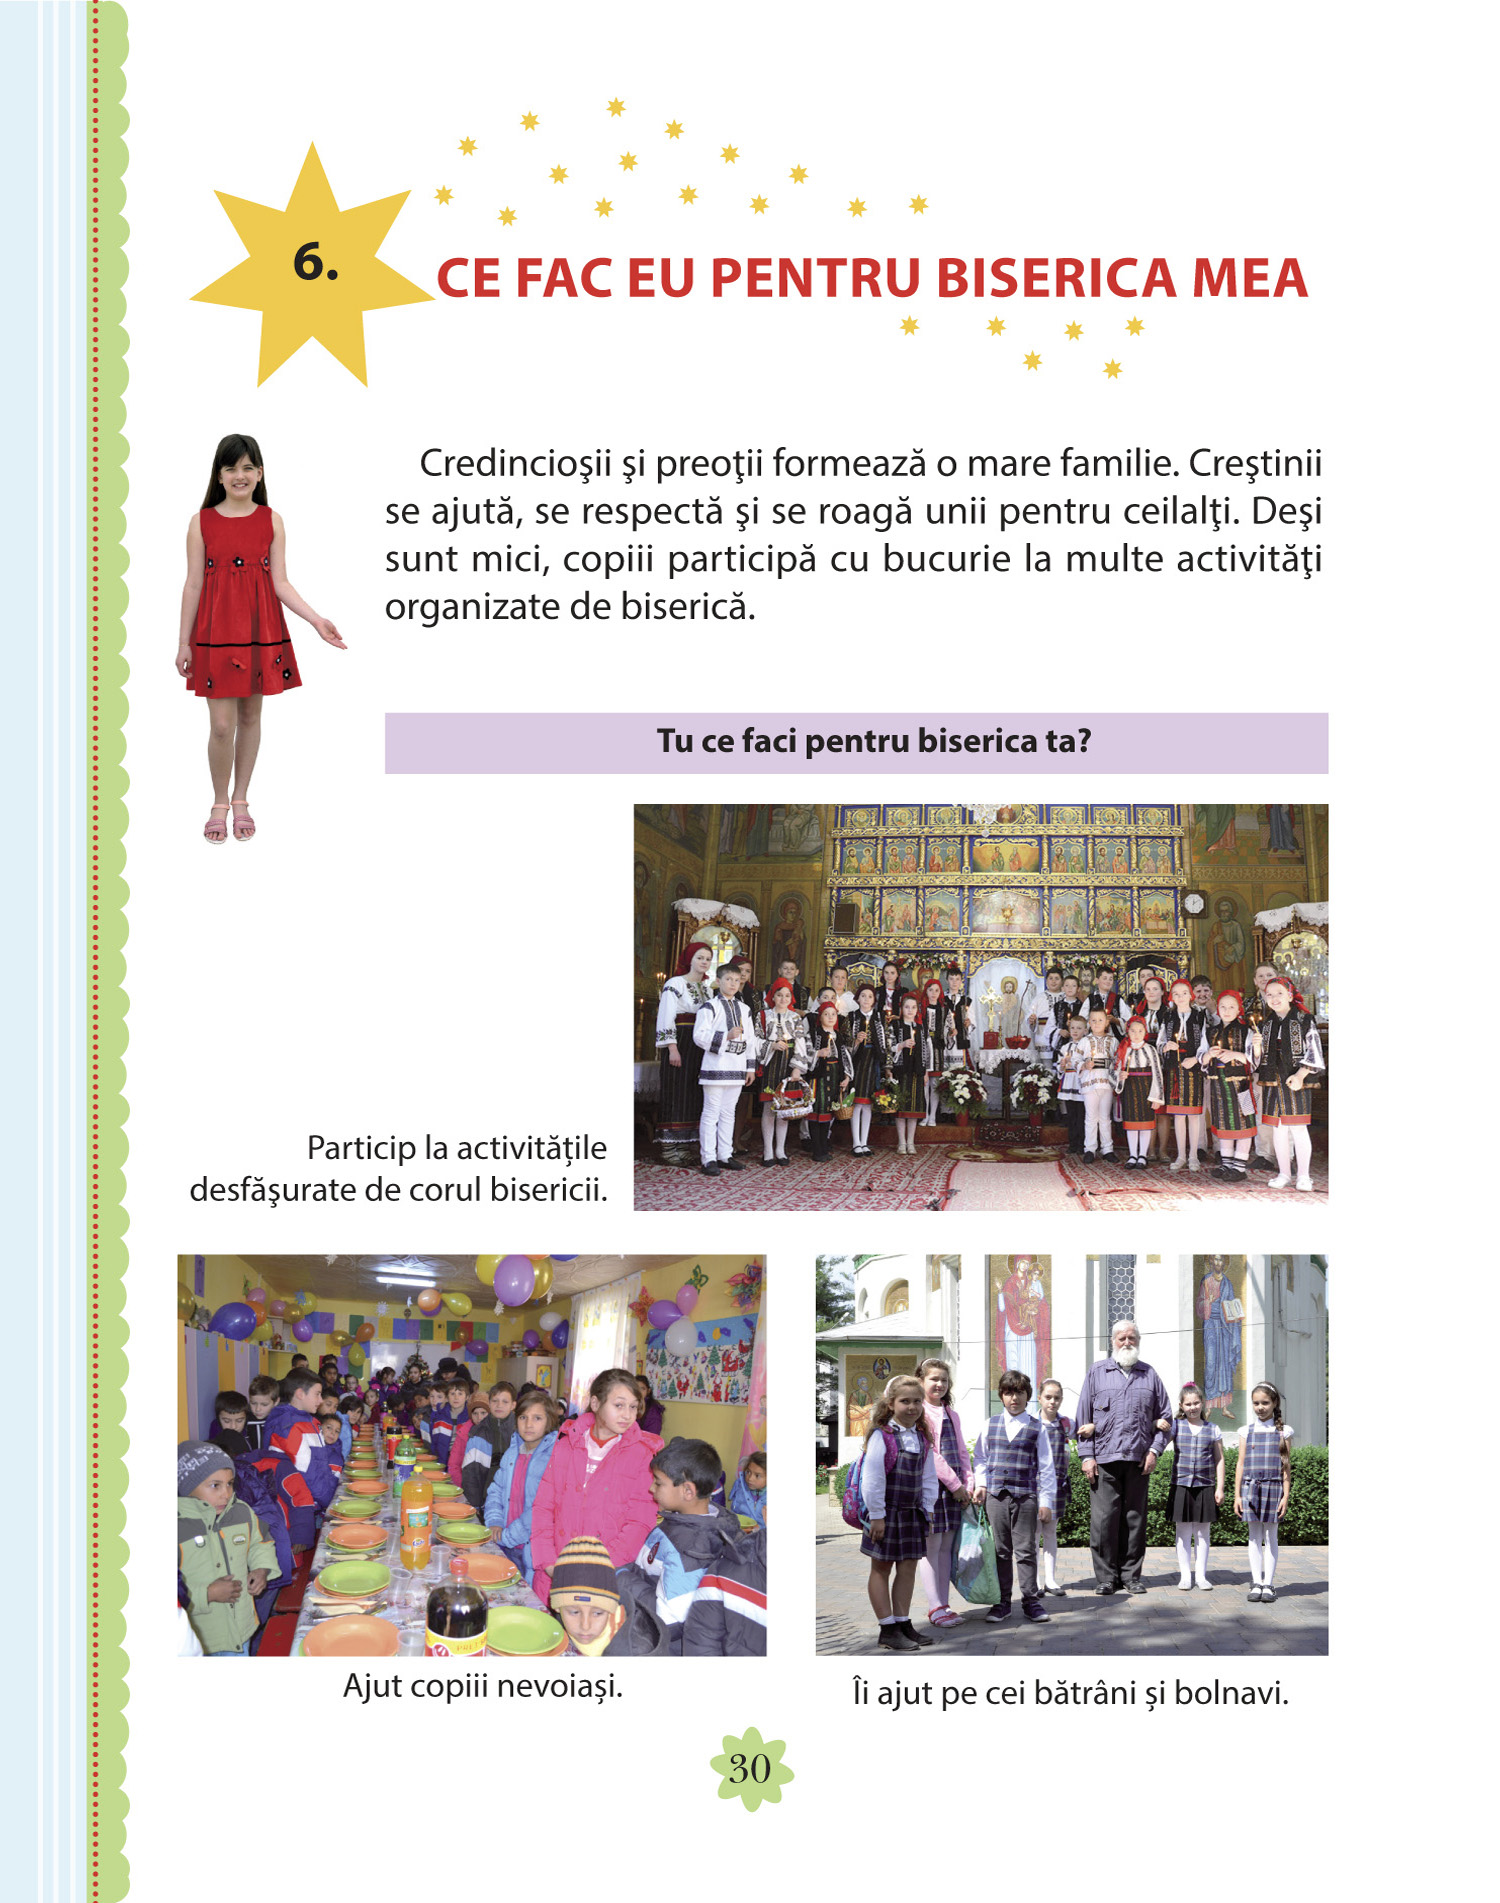 6.
CE FAC EU PENTRU BISERICA MEA
Credincioşii şi preoţii formează o mare familie. Creştinii
se ajută, se respectă şi se roagă unii pentru ceilalţi. Deşi
sunt mici, copiii participă cu bucurie la multe activităţi
organizate de biserică.
Tu ce faci pentru biserica ta?
Particip la activitățile
desfăşurate de corul bisericii.
Ajut copiii nevoiași.
Îi ajut pe cei bătrâni și bolnavi.
30